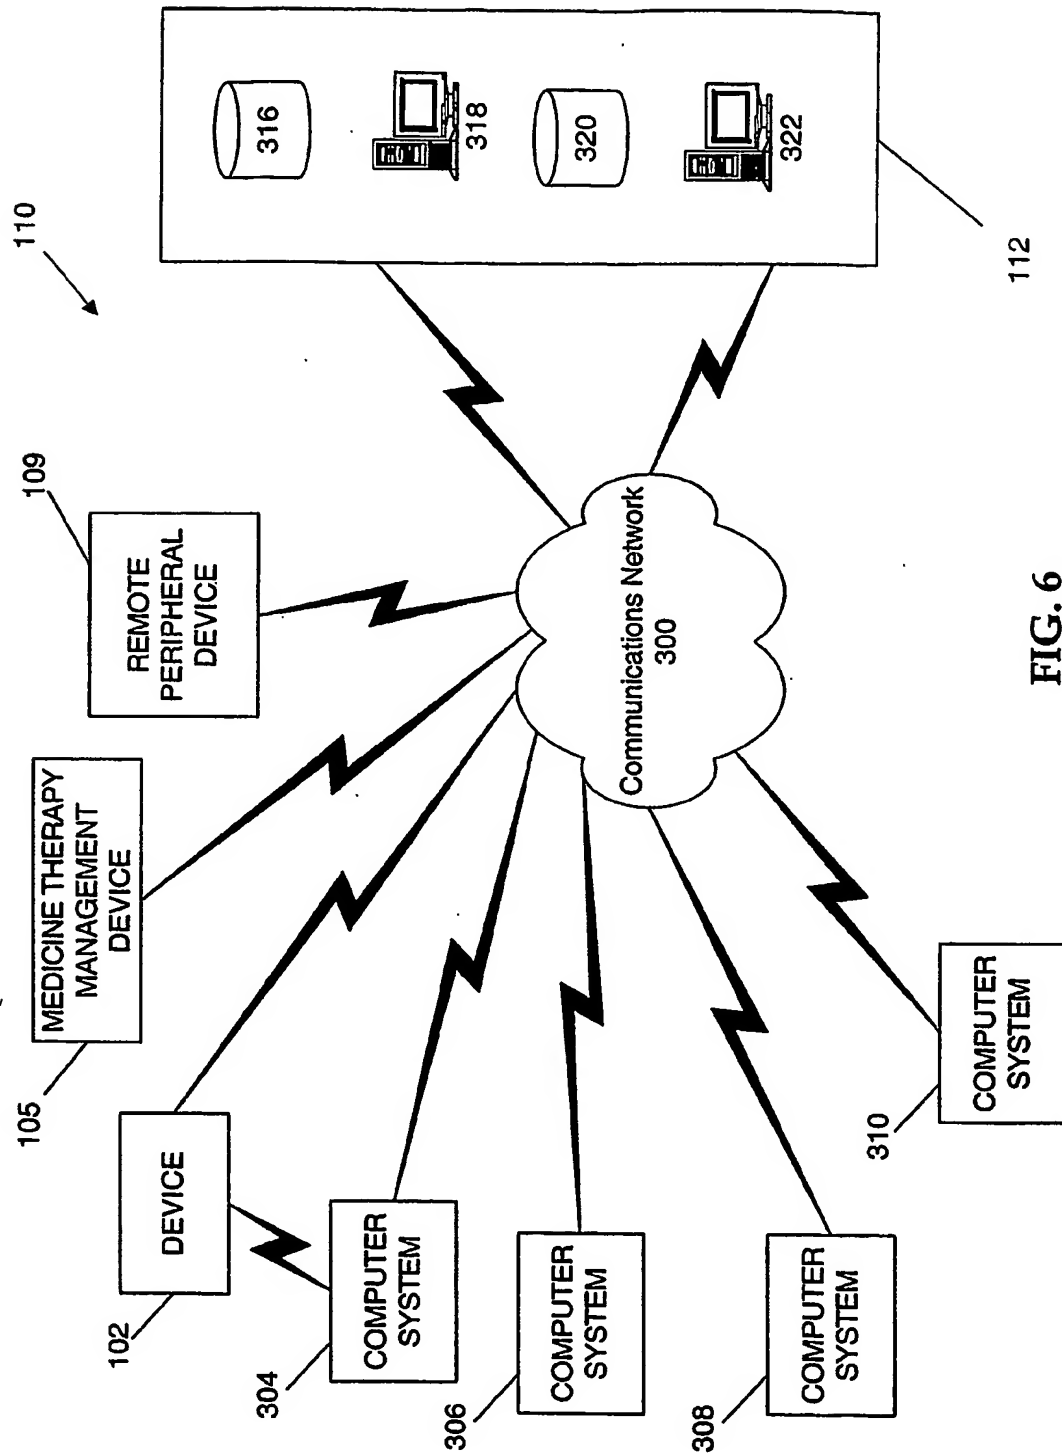 110
109
105
102
304
306
308
310
MEDICINE THERAPY
MANAGEMENT
DEVICE
REMOTE
PERIPHERAL
DEVICE
DEVICE
COMPUTER
SYSTEM
COMPUTER
SYSTEM
COMPUTER
SYSTEM
COMPUTER
SYSTEM
Communications Network
300
316
318
320
322
112
FIG. 6